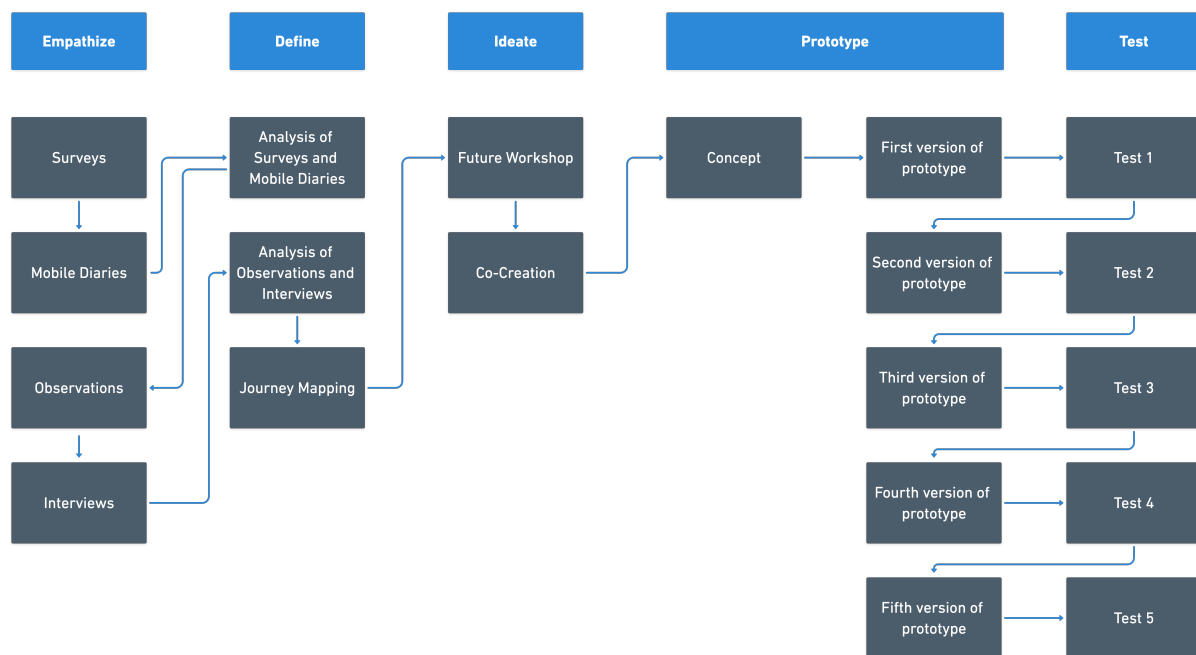 Empathize
Define
Ideate
Prototype
Test
Surveys
Mobile Diaries
Observations
Interviews
Analysis of
Surveys and
Mobile Diaries
Analysis of
Observations and
Interviews
Journey Mapping
Future Workshop
Co-Creation
Concept
First version of
prototype
Test 1
Second version of
prototype
Test 2
Third version of
prototype
Test 3
Fourth version of
prototype
Test 4
Fifth version of
prototype
Test 5